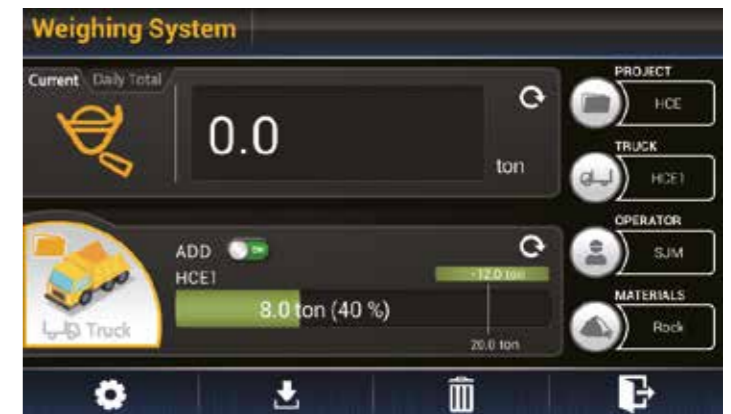 Weighing System
Current Daily Total
0.0
ton
PROJECT
HCE
TRUCK
HCE1
OPERATOR
SJM
MATERIALS
Rock
ADD ON
HCE1
-12.0 ton
8.0 ton (40 %)
20.0 ton
Truck